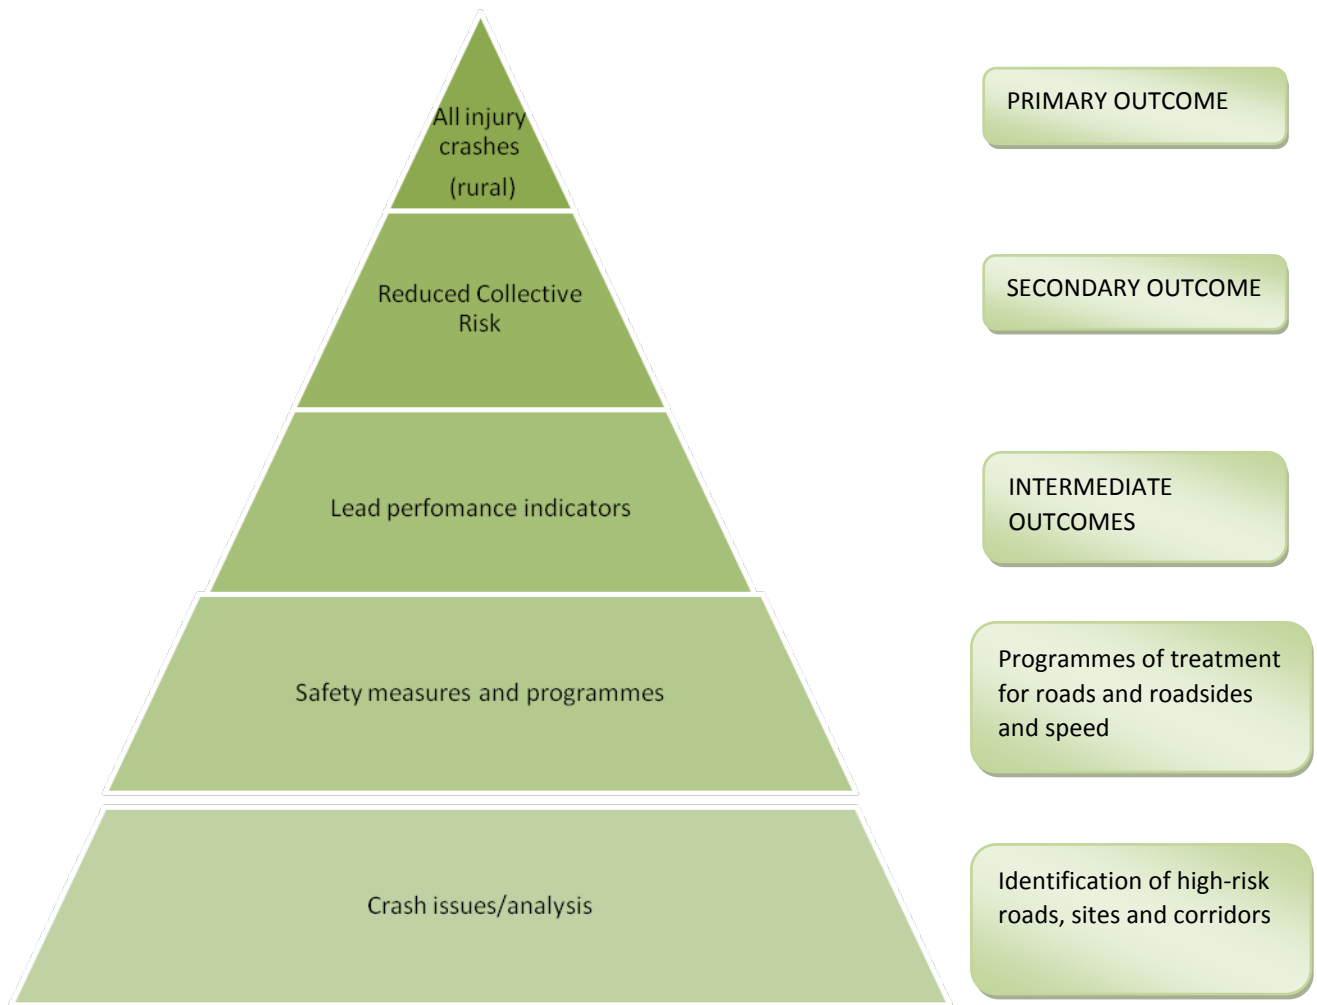 All injury
crashes
(rural)
PRIMARY OUTCOME
Reduced Collective
Risk
SECONDARY OUTCOME
Lead perfomance indicators
INTERMEDIATE
OUTCOMES
Safety measures and programmes
Programmes of treatment
for roads and roadsides
and speed
Crash issues/analysis
Identification of high-risk
roads, sites and corridors